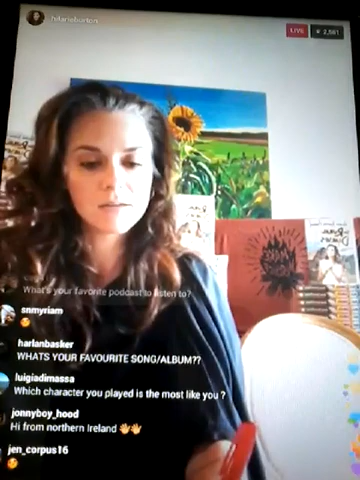 hilarieburton
LIVE
2,581
What's your favorite podcast to listen to?
snmyriam
harlanbasker
WHATS YOUR FAVOURITE SONG/ALBUM??
luigiadimassa
Which character you played is the most like you ?
jonnyboy_hood
Hi from northern Ireland 👋👋
jen_corpus16